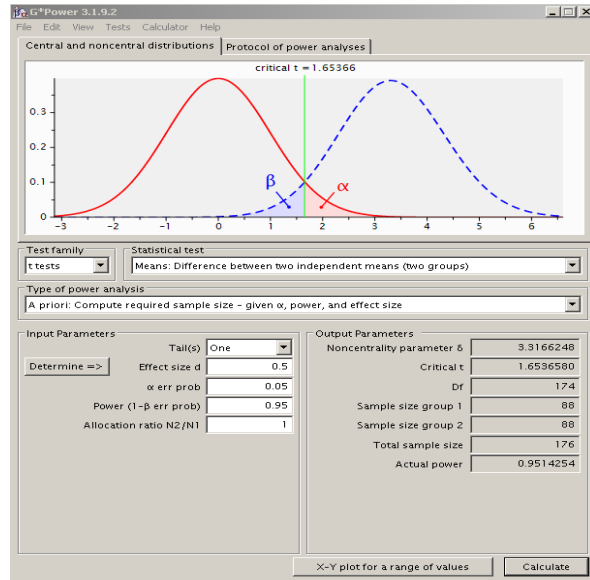 G*Power 3.1.9.2
File Edit View Tests Calculator Help
Central and noncentral distributions Protocol of power analyses
critical t = 1.65366
0.3
0.2
0.1
0
β
α
-3 -2 -1 0 1 2 3 4 5 6
Test family
t tests
Statistical test
Means: Difference between two independent means (two groups)
Type of power analysis
A priori: Compute required sample size - given α, power, and effect size
Input Parameters
Tail(s) One
Determine => Effect size d 0.5
α err prob 0.05
Power (1-β err prob) 0.95
Allocation ratio N2/N1 1
Output Parameters
Noncentrality parameter δ 3.3166248
Critical t 1.6536580
Df 174
Sample size group 1 88
Sample size group 2 88
Total sample size 176
Actual power 0.9514254
X-Y plot for a range of values Calculate